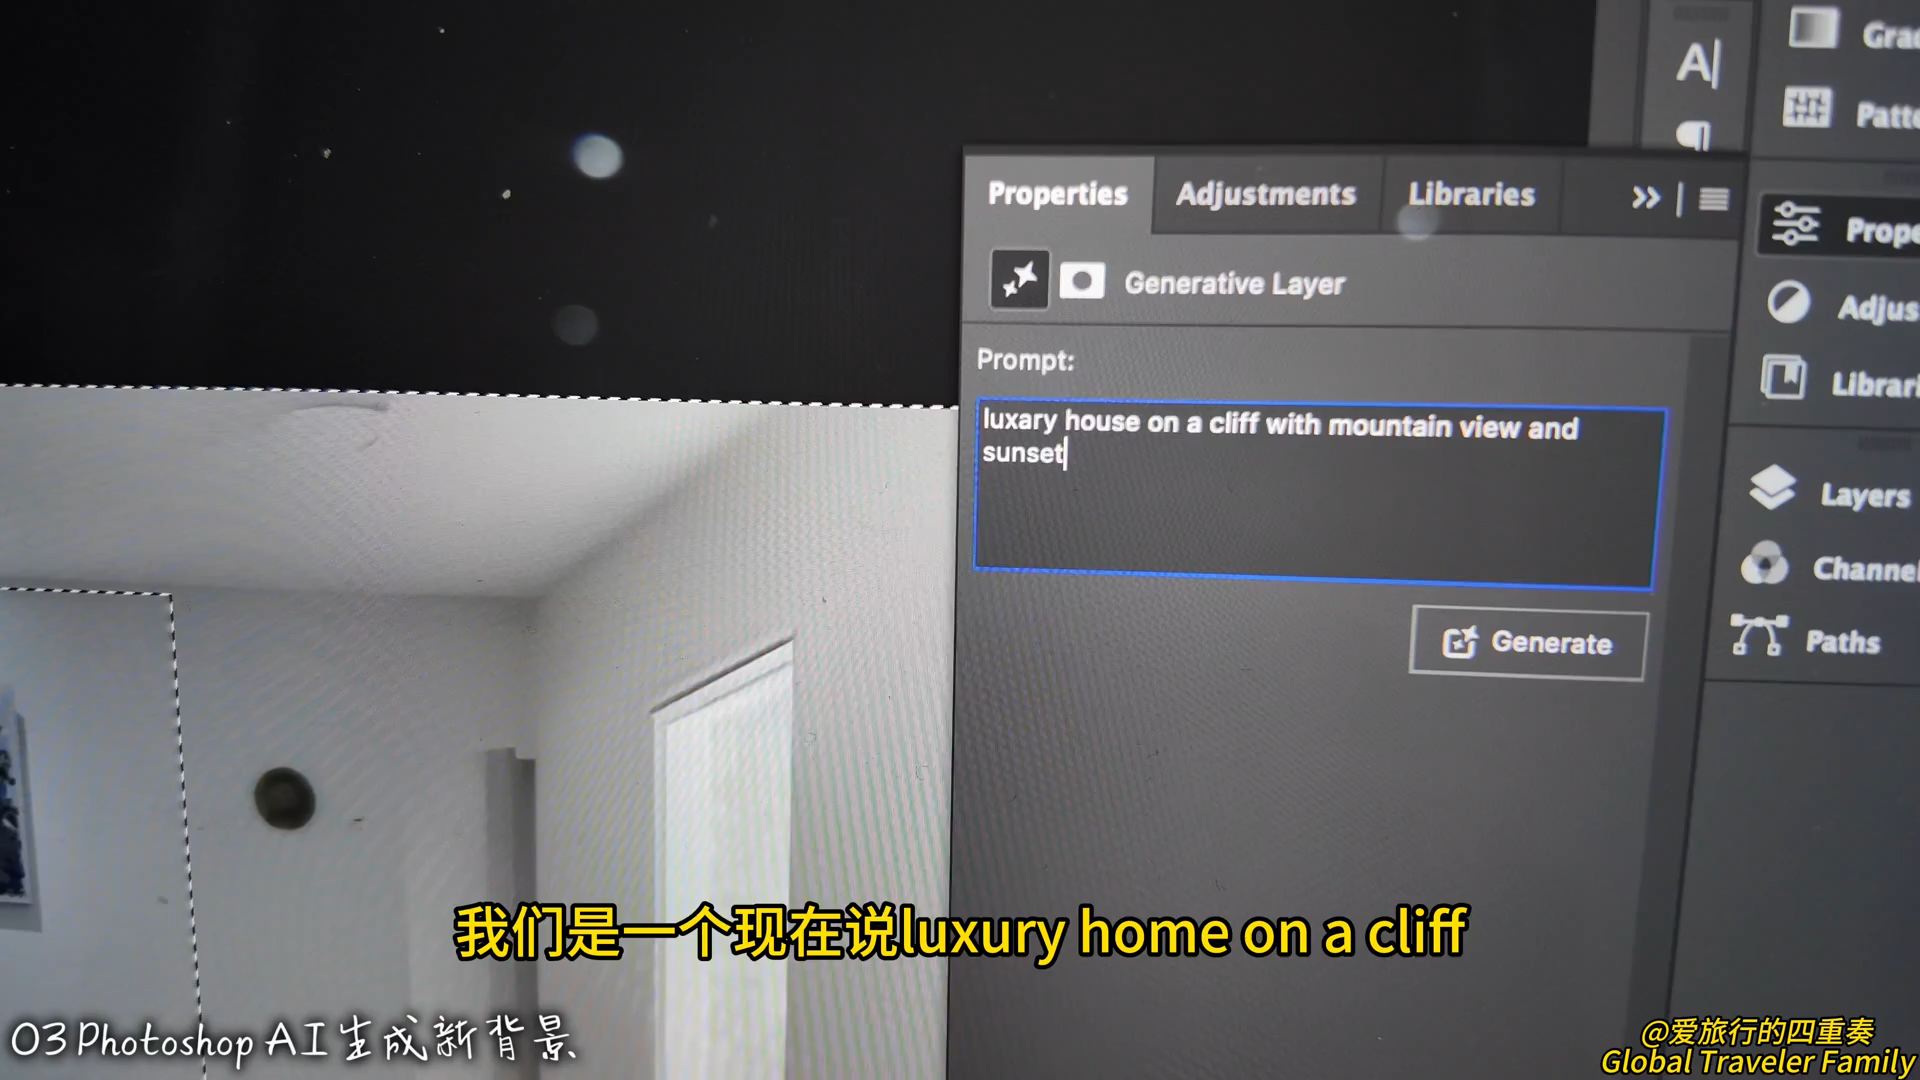 A
Grad
Patte
Properties
Adjustments
Libraries
Prope
Generative Layer
Adjus
Prompt:
Librari
luxary house on a cliff with mountain view and
sunset
Layers
Channel
Generate
Paths
我们是一个现在说luxury home on a cliff
03 Photoshop AI生成新背景
@爱旅行的四重奏
Global Traveler Family